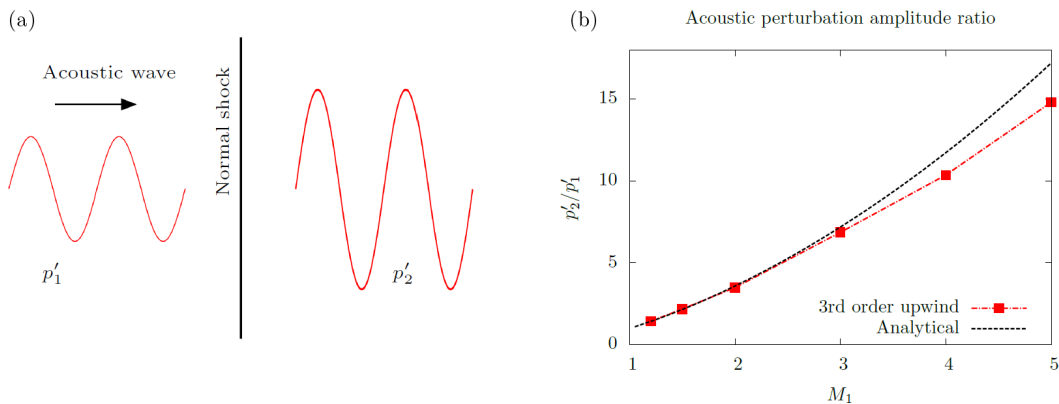 (a)
Acoustic wave
Normal shock
p′₁
p′₂
(b)
Acoustic perturbation amplitude ratio
p′₂/p′₁
15
10
5
0
3rd order upwind
Analytical
1 2 3 4 5
M₁